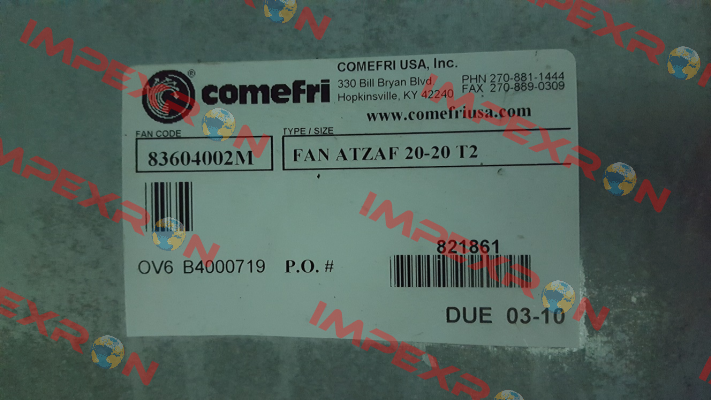 COMEFRI USA, Inc.
330 Bill Bryan Blvd PHN 270-881-1444
Hopkinsville, KY 42240 FAX 270-889-0309
comefri
www.comefriusa.com
FAN CODE TYPE / SIZE
83604002M FAN ATZAF 20-20 T2
821861
OV6 B4000719 P.O. #
DUE 03-10
IMPEXRON
IMPEXRON
IMPEXRON
IMPEXRON
IMPEXRON
IMPEXRON